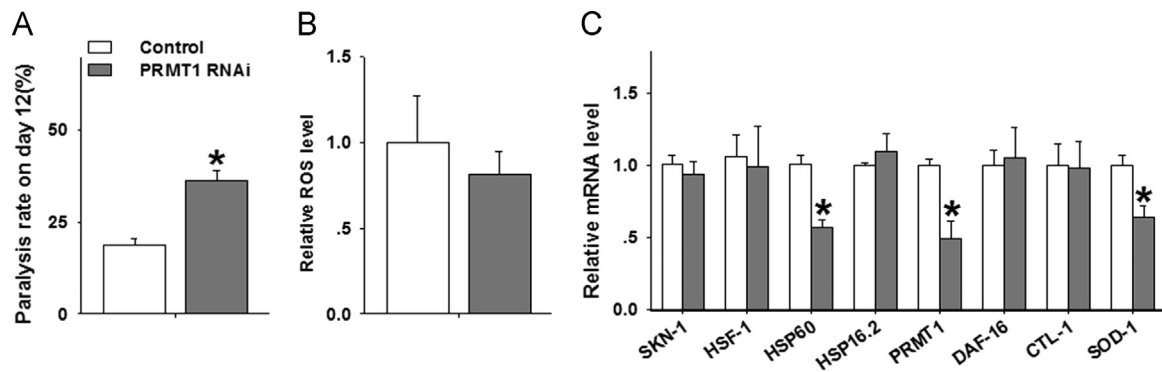 A
Paralysis rate on day 12(%)
50
25
0
Control
PRMT1 RNAi
*
B
Relative ROS level
1.5
1.0
.5
0.0
C
Relative mRNA level
1.5
1.0
.5
0.0
*
*
*
SKN-1
HSF-1
HSP60
HSP16.2
PRMT1
DAF-16
CTL-1
SOD-1